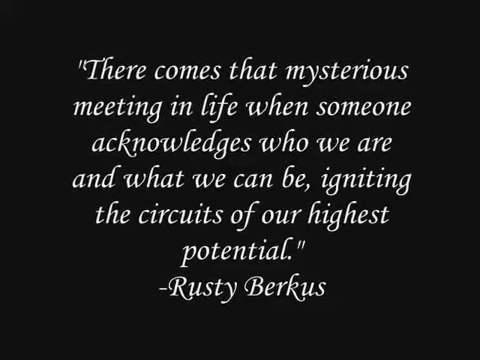 "There comes that mysterious
meeting in life when someone
acknowledges who we are
and what we can be, igniting
the circuits of our highest
potential."
-Rusty Berkus